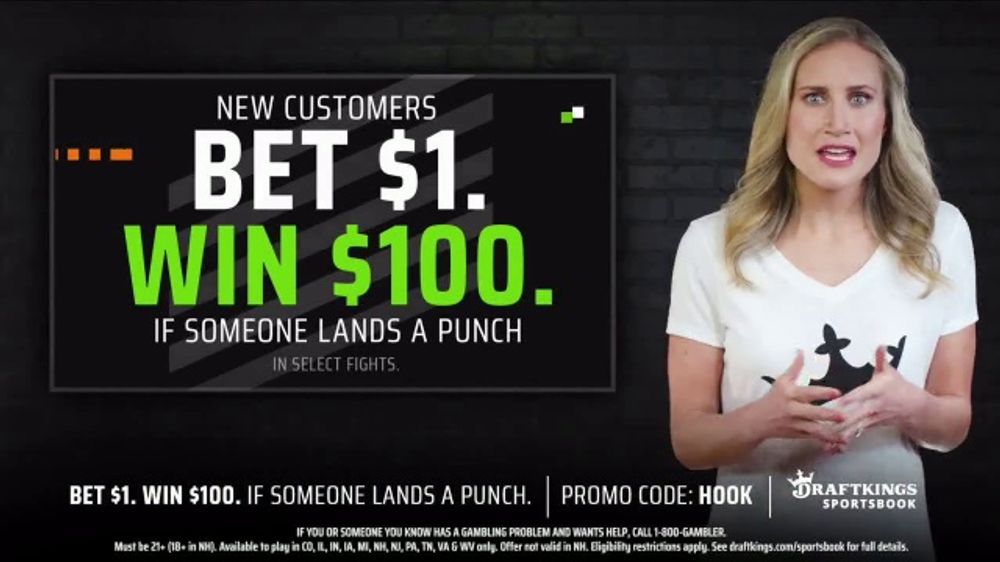 NEW CUSTOMERS
BET $1.
WIN $100.
IF SOMEONE LANDS A PUNCH
IN SELECT FIGHTS.
BET $1. WIN $100. IF SOMEONE LANDS A PUNCH. PROMO CODE: HOOK
DRAFTKINGS
SPORTSBOOK
IF YOU OR SOMEONE YOU KNOW HAS A GAMBLING PROBLEM AND WANTS HELP, CALL 1-800-GAMBLER.
Must be 21+ (18+ in NH). Available to play in CO, IL, IN, IA, MI, NH, NJ, PA, TN, VA & WV only. Offer not valid in NH. Eligibility restrictions apply. See draftkings.com/sportsbook for full details.